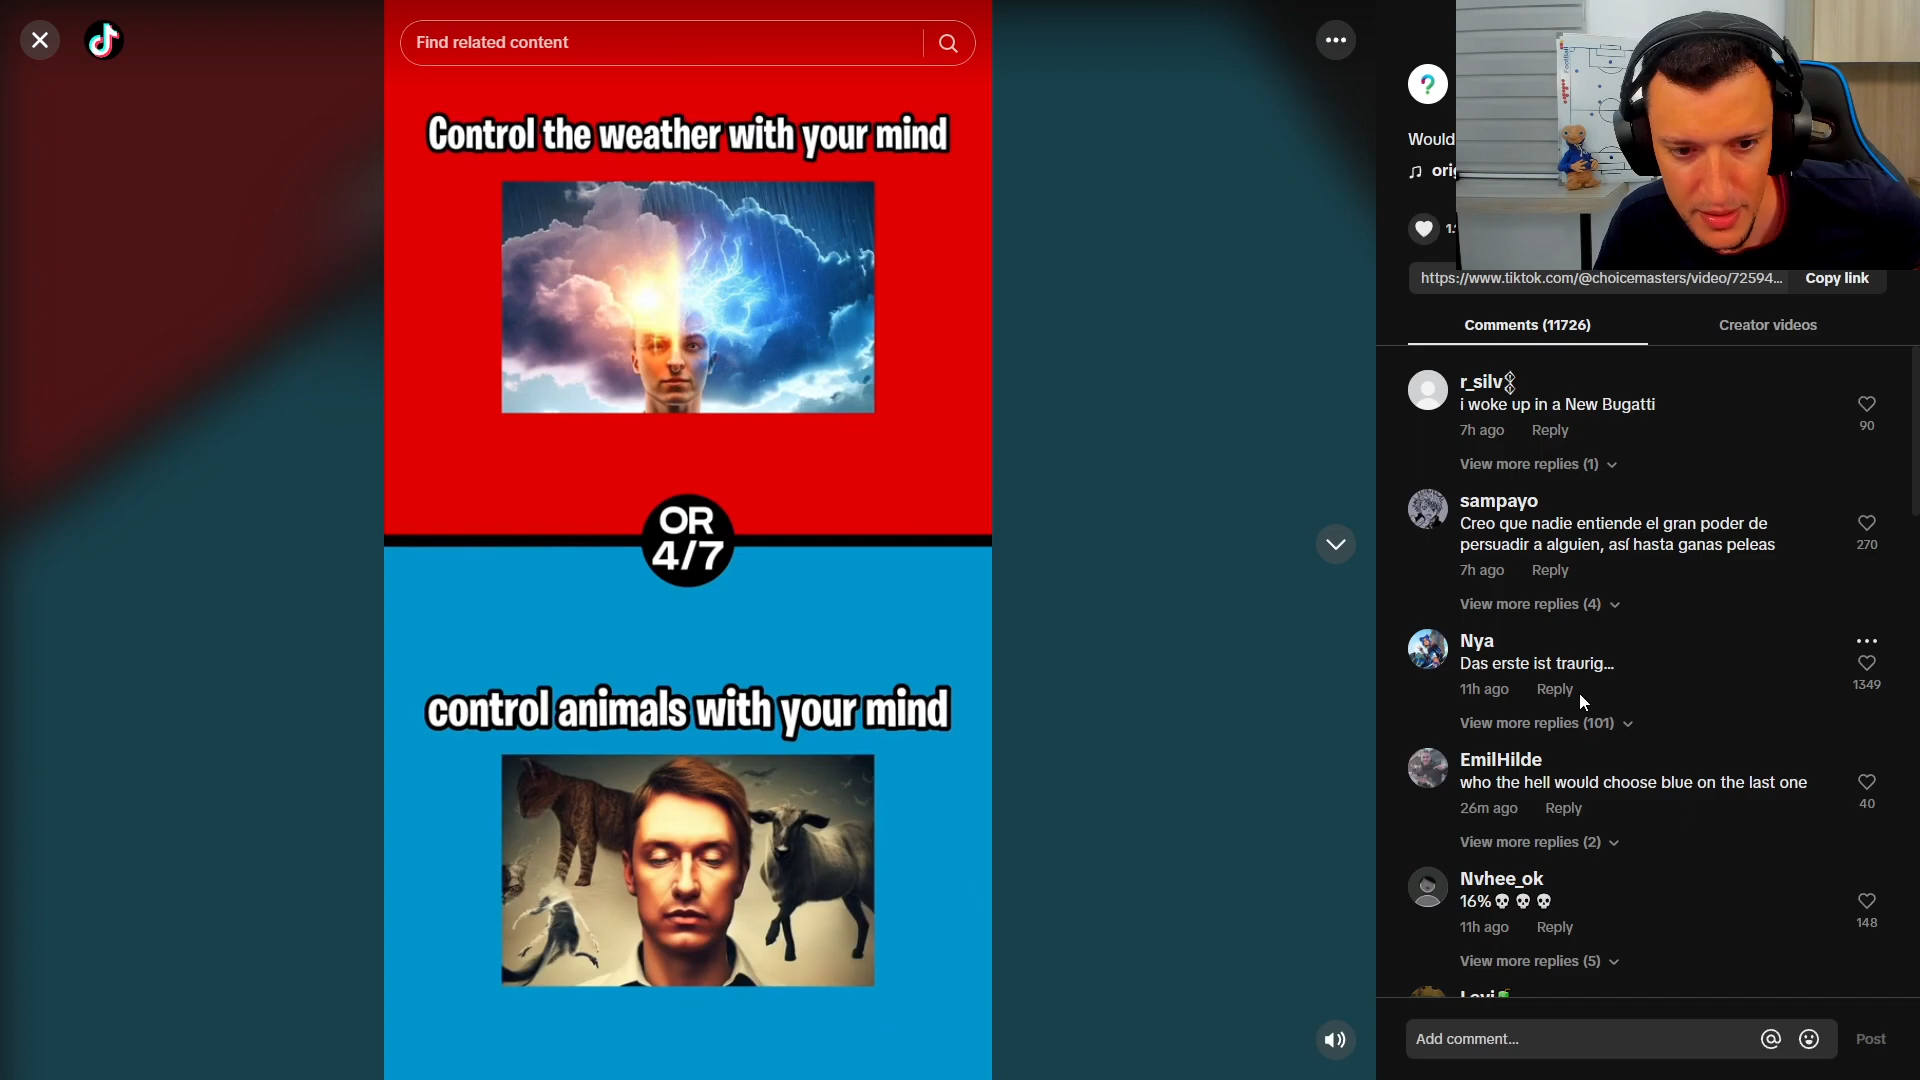 Find related content
Control the weather with your mind
OR
4/7
control animals with your mind
?
Would
https://www.tiktok.com/@choicemasters/video/72594...
Copy link
Comments (11726)
Creator videos
r_silv
i woke up in a New Bugatti
7h ago
Reply
90
View more replies (1)
sampayo
Creo que nadie entiende el gran poder de
persuadir a alguien, así hasta ganas peleas
7h ago
Reply
270
View more replies (4)
Nya
Das erste ist traurig...
11h ago
Reply
1349
View more replies (101)
EmilHilde
who the hell would choose blue on the last one
26m ago
Reply
40
View more replies (2)
Nvhee_ok
16%💀💀💀
11h ago
Reply
148
View more replies (5)
Add comment...
Post